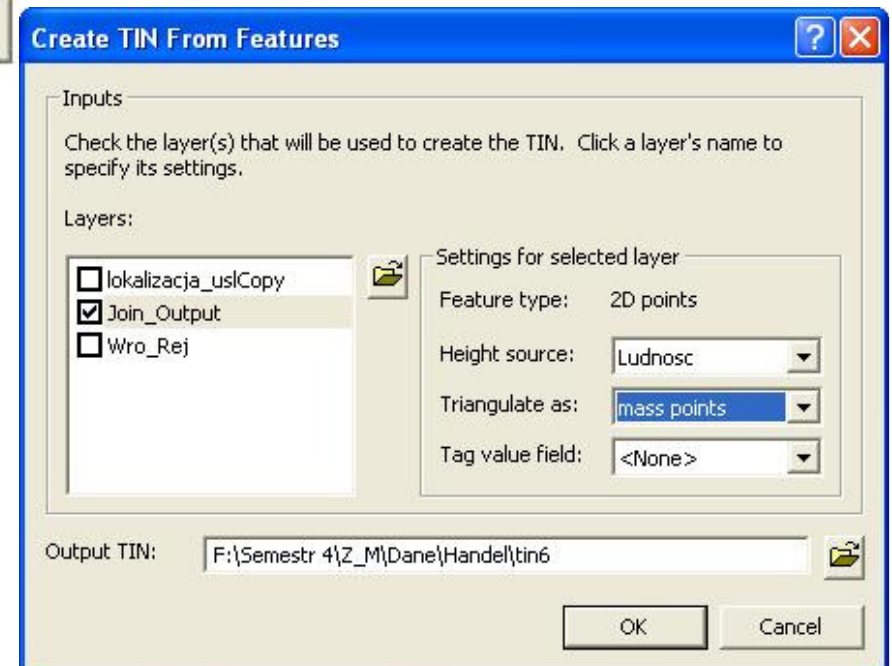 Create TIN From Features
Inputs
Check the layer(s) that will be used to create the TIN. Click a layer's name to
specify its settings.
Layers:
lokalizacja_uslCopy
Join_Output
Wro_Rej
Settings for selected layer
Feature type: 2D points
Height source: Ludnosc
Triangulate as: mass points
Tag value field: <None>
Output TIN: F:\Semestr 4\Z_M\Dane\Handel\tin6
OK Cancel